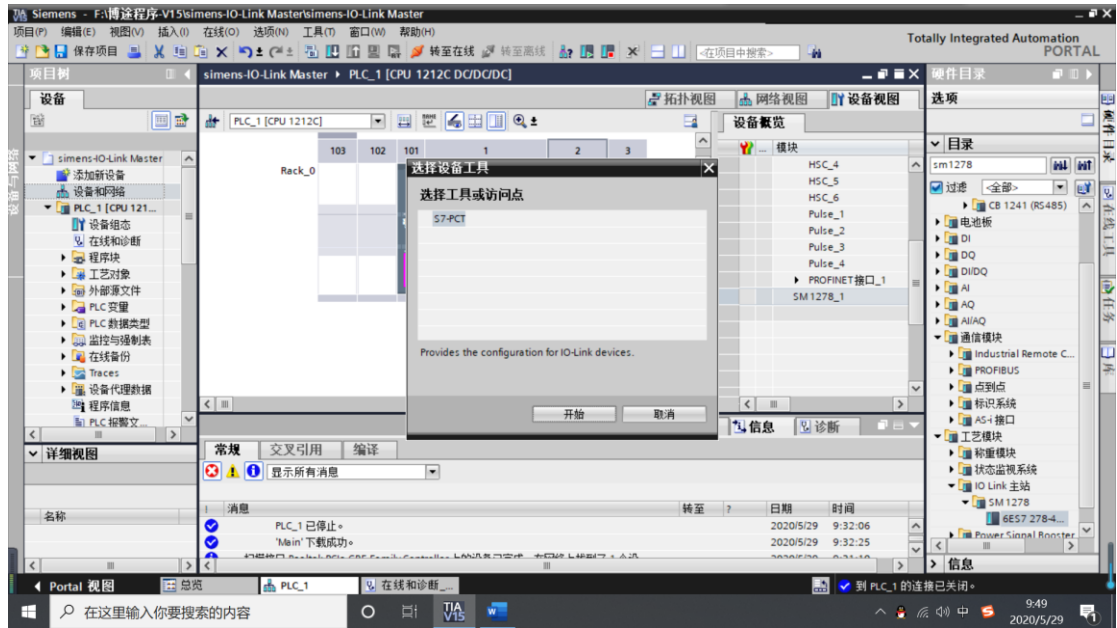 Siemens - F:\博途程序-V15\simens-IO-Link Master\simens-IO-Link Master
项目(P) 编辑(E) 视图(V) 插入(I) 在线(O) 选项(N) 工具(T) 窗口(W) 帮助(H)
Totally Integrated Automation
PORTAL
保存项目 转至在线 转至离线 <在项目中搜索>
项目树
设备
simens-IO-Link Master
添加新设备
设备和网络
PLC_1 [CPU 121...
设备组态
在线和诊断
程序块
工艺对象
外部源文件
PLC 变量
PLC 数据类型
监控与强制表
在线备份
Traces
设备代理数据
程序信息
PLC 报警文...
详细视图
名称
simens-IO-Link Master PLC_1 [CPU 1212C DC/DC/DC]
拓扑视图 网络视图 设备视图
PLC_1 [CPU 1212C]
103 102 101 1 2 3
Rack_0
选择设备工具
选择工具或访问点
S7-PCT
Provides the configuration for IO-Link devices.
开始 取消
设备概览
... 模块
HSC_4
HSC_5
HSC_6
Pulse_1
Pulse_2
Pulse_3
Pulse_4
PROFINET接口_1
SM1278_1
信息 诊断
常规 交叉引用 编译
显示所有消息
! 消息 转至 ? 日期 时间
PLC_1 已停止。 2020/5/29 9:32:06
'Main' 下载成功。 2020/5/29 9:32:25
硬件目录
选项
目录
sm1278
过滤 <全部>
CB 1241 (RS485)
电池板
DI
DQ
DI/DQ
AI
AQ
AI/AQ
通信模块
Industrial Remote C...
PROFIBUS
点到点
标识系统
AS-i 接口
工艺模块
称重模块
状态监视系统
IO Link 主站
SM1278
6ES7 278-4...
Power Signal Booster
信息
硬件目录
在线工具
任务
库
Portal 视图 总览 PLC_1 在线和诊断_... 到 PLC_1 的连接已关闭。
在这里输入你要搜索的内容
TIA
V15
中
9:49
2020/5/29